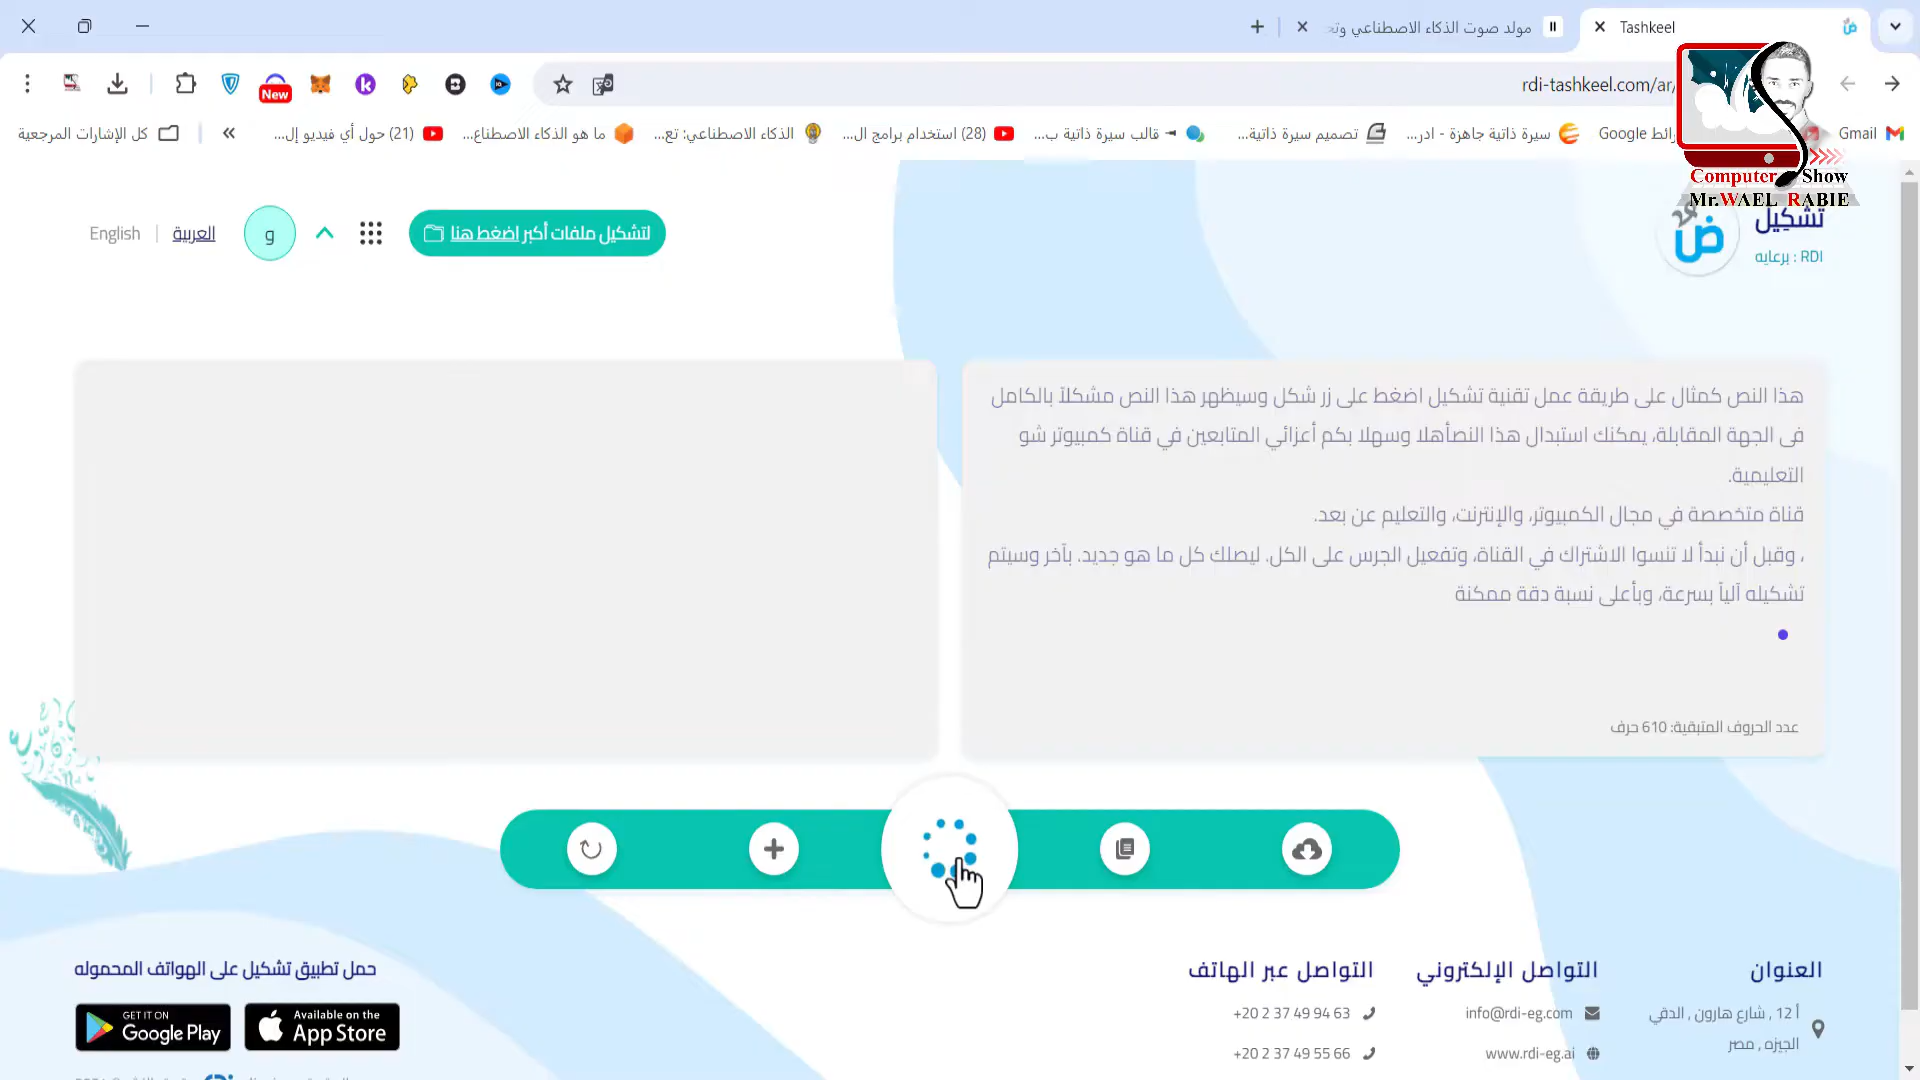 Tashkeel
مولد صوت الذكاء الاصطناعي وتح
rdi-tashkeel.com/ar/
New
Gmail
Google
سيرة ذاتية جاهزة - ادر...
تصميم سيرة ذاتية...
قالب سيرة ذاتية ب...
(28) استخدام برامج ال...
الذكاء الاصطناعي: تع...
ما هو الذكاء الاصطناع...
(21) حول أي فيديو إل...
»
كل الإشارات المرجعية
Computer Show
Mr.WAEL RABIE
تشكيل
RDI : برعايه
ض
لتشكيل ملفات أكبر اضغط هنا
و
العربية | English
هذا النص كمثال على طريقة عمل تقنية تشكيل اضغط على زر شكل وسيظهر هذا النص مشكلاً بالكامل
فى الجهة المقابلة، يمكنك استبدال هذا النصأهلا وسهلا بكم أعزائي المتابعين في قناة كمبيوتر شو
التعليمية.
قناة متخصصة في مجال الكمبيوتر، والإنترنت، والتعليم عن بعد.
، وقبل أن نبدأ لا تنسوا الاشتراك في القناة، وتفعيل الجرس على الكل. ليصلك كل ما هو جديد. بآخر وسيتم
تشكيله آلياً بسرعة، وبأعلى نسبة دقة ممكنة
عدد الحروف المتبقية: 610 حرف
العنوان
أ 12 , شارع هارون , الدقي
الجيزه , مصر
التواصل الإلكتروني
info@rdi-eg.com
www.rdi-eg.ai
التواصل عبر الهاتف
+20 2 37 49 94 63
+20 2 37 49 55 66
حمل تطبيق تشكيل على الهواتف المحموله
GET IT ON
Google Play
Available on the
App Store